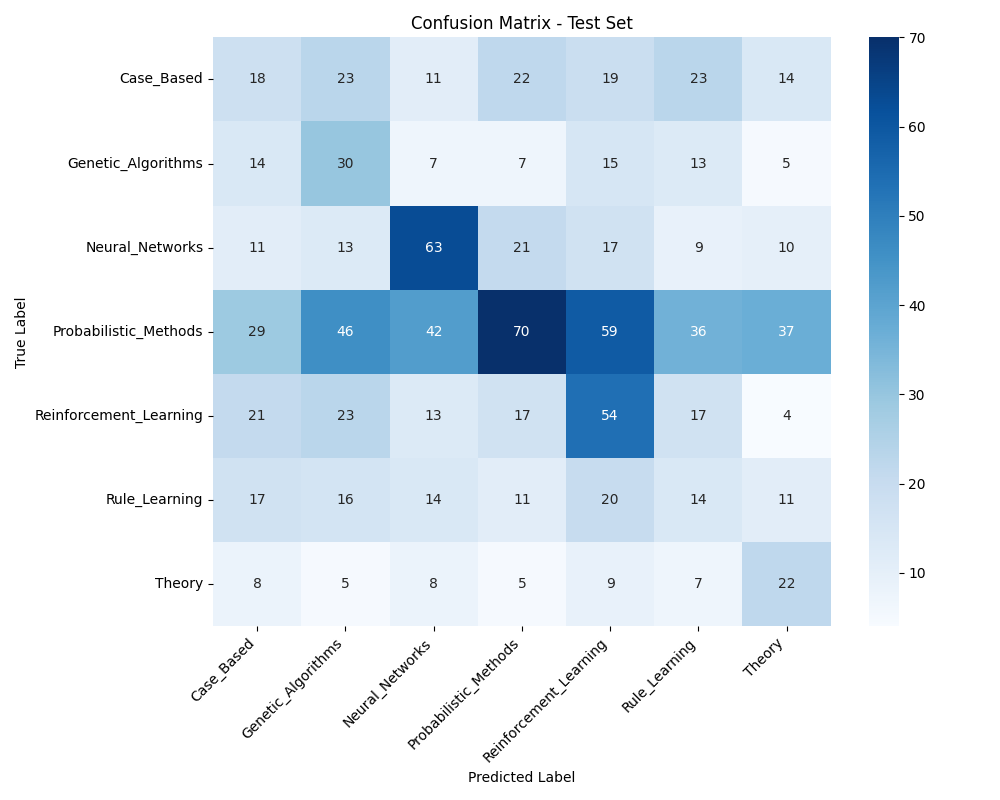 Confusion Matrix - Test Set
True Label
Case_Based 18 23 11 22 19 23 14
Genetic_Algorithms 14 30 7 7 15 13 5
Neural_Networks 11 13 63 21 17 9 10
Probabilistic_Methods 29 46 42 70 59 36 37
Reinforcement_Learning 21 23 13 17 54 17 4
Rule_Learning 17 16 14 11 20 14 11
Theory 8 5 8 5 9 7 22
Case_Based
Genetic_Algorithms
Neural_Networks
Probabilistic_Methods
Reinforcement_Learning
Rule_Learning
Theory
Predicted Label
70
60
50
40
30
20
10